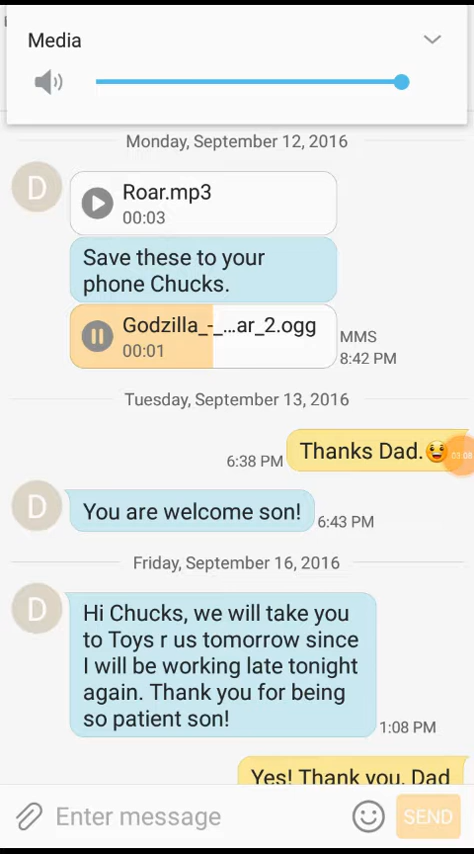 Media
Monday, September 12, 2016
D
Roar.mp3
00:03
Save these to your
phone Chucks.
Godzilla_-_...ar_2.ogg
00:01
MMS
8:42 PM
Tuesday, September 13, 2016
Thanks Dad.😆
03:08
6:38 PM
D
You are welcome son!
6:43 PM
Friday, September 16, 2016
D
Hi Chucks, we will take you
to Toys r us tomorrow since
I will be working late tonight
again. Thank you for being
so patient son!
1:08 PM
Yes! Thank you, Dad
Enter message
SEND